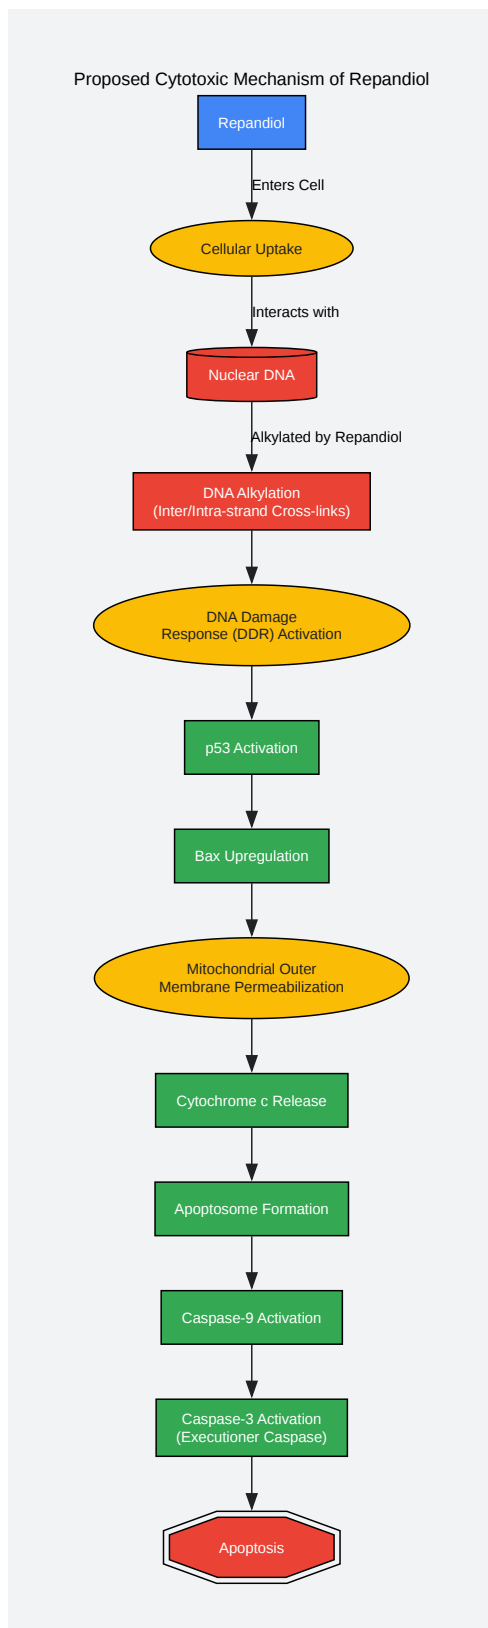 Proposed Cytotoxic Mechanism of Repandiol
Repandiol
Enters Cell
Cellular Uptake
Interacts with
Nuclear DNA
Alkylated by Repandiol
DNA Alkylation
(Inter/Intra-strand Cross-links)
DNA Damage
Response (DDR) Activation
p53 Activation
Bax Upregulation
Mitochondrial Outer
Membrane Permeabilization
Cytochrome c Release
Apoptosome Formation
Caspase-9 Activation
Caspase-3 Activation
(Executioner Caspase)
Apoptosis